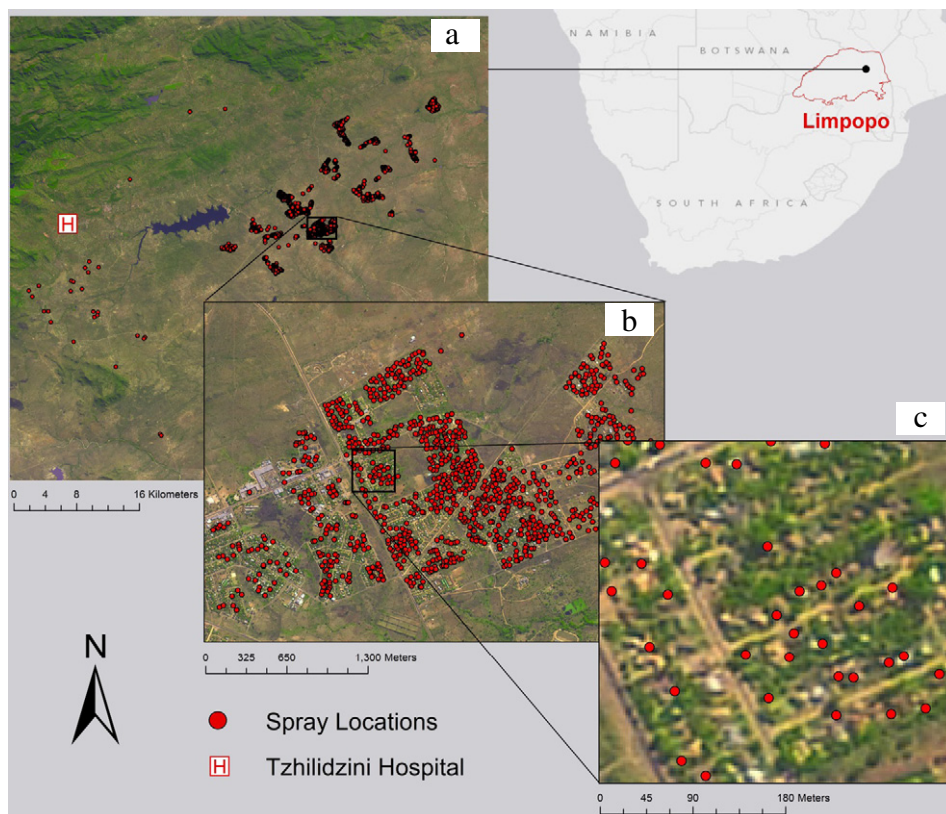 a
NAMIBIA
BOTSWANA
Limpopo
SOUTH AFRICA
H
0 4 8 16 Kilometers
b
c
0 325 650 1,300 Meters
N
Spray Locations
H Tzhilidzini Hospital
0 45 90 180 Meters